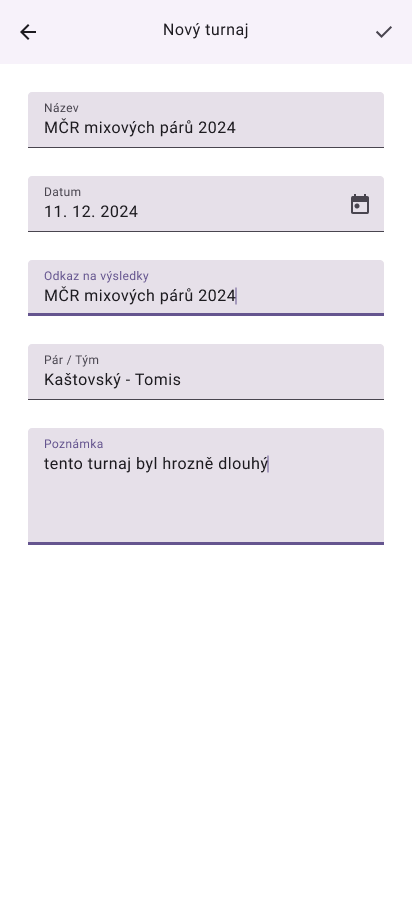 Nový turnaj
Název
MČR mixových párů 2024
Datum
11. 12. 2024
Odkaz na výsledky
MČR mixových párů 2024
Pár / Tým
Kaštovský - Tomis
Poznámka
tento turnaj byl hrozně dlouhý